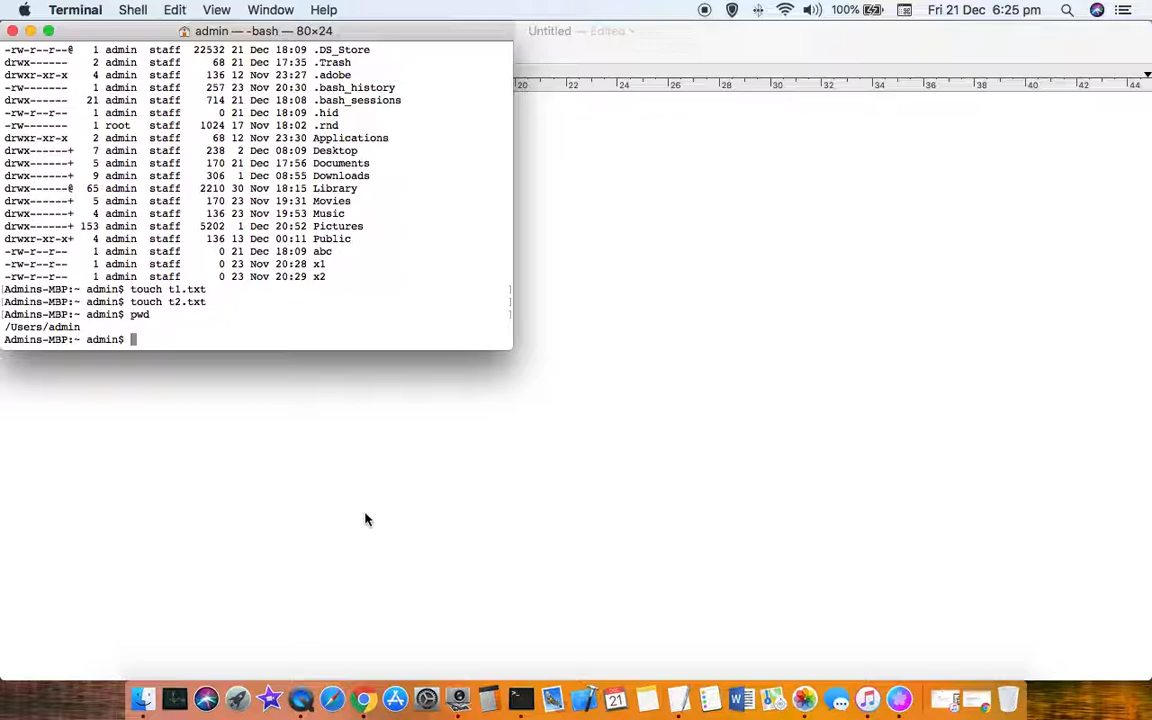 Terminal Shell Edit View Window Help 100% Fri 21 Dec 6:25 pm
admin — -bash — 80×24
Untitled — Edited
-rw-r--r--@ 1 admin staff 22532 21 Dec 18:09 .DS_Store
drwx------ 2 admin staff 68 21 Dec 17:35 .Trash
drwxr-xr-x 4 admin staff 136 12 Nov 23:27 .adobe
-rw------- 1 admin staff 257 23 Nov 20:30 .bash_history
drwx------ 21 admin staff 714 21 Dec 18:08 .bash_sessions
-rw-r--r-- 1 admin staff 0 21 Dec 18:09 .hid
-rw------- 1 root staff 1024 17 Nov 18:02 .rnd
drwxr-xr-x 2 admin staff 68 12 Nov 23:30 Applications
drwx------+ 7 admin staff 238 2 Dec 08:09 Desktop
drwx------+ 5 admin staff 170 21 Dec 17:56 Documents
drwx------+ 9 admin staff 306 1 Dec 08:55 Downloads
drwx------@ 65 admin staff 2210 30 Nov 18:15 Library
drwx------+ 5 admin staff 170 23 Nov 19:31 Movies
drwx------+ 4 admin staff 136 23 Nov 19:53 Music
drwx------+ 153 admin staff 5202 1 Dec 20:52 Pictures
drwxr-xr-x+ 4 admin staff 136 13 Dec 00:11 Public
-rw-r--r-- 1 admin staff 0 21 Dec 18:09 abc
-rw-r--r-- 1 admin staff 0 23 Nov 20:28 x1
-rw-r--r-- 1 admin staff 0 23 Nov 20:29 x2
[Admins-MBP:~ admin$ touch t1.txt ]
[Admins-MBP:~ admin$ touch t2.txt ]
[Admins-MBP:~ admin$ pwd ]
/Users/admin
Admins-MBP:~ admin$
20 22 24 26 28 30 32 34 36 38 40 42 44
21